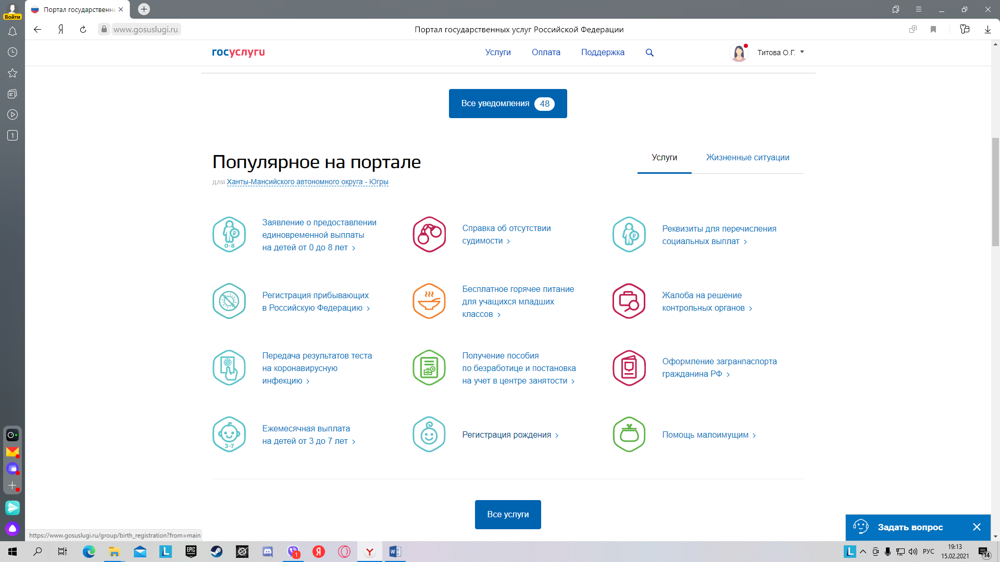 Портал государственнь
Войти
www.gosuslugi.ru
Портал государственных услуг Российской Федерации
госуслуги
Услуги
Оплата
Поддержка
Титова О.Г.
Все уведомления 48
Популярное на портале
для Ханты-Мансийского автономного округа - Югры
Услуги
Жизненные ситуации
0-8
Заявление о предоставлении
единовременной выплаты
на детей от 0 до 8 лет
Справка об отсутствии
судимости
Реквизиты для перечисления
социальных выплат
Регистрация прибывающих
в Российскую Федерацию
Бесплатное горячее питание
для учащихся младших
классов
Жалоба на решение
контрольных органов
Передача результатов теста
на коронавирусную
инфекцию
Получение пособия
по безработице и постановка
на учет в центре занятости
Оформление загранпаспорта
гражданина РФ
3-7
Ежемесячная выплата
на детей от 3 до 7 лет
Регистрация рождения
Помощь малоимущим
Все услуги
Задать вопрос
https://www.gosuslugi.ru/group/birth_registration?from=main
1
L
EPIC
GAMES
1
Я
Y
W
L
РУС
19:13
15.02.2021
14